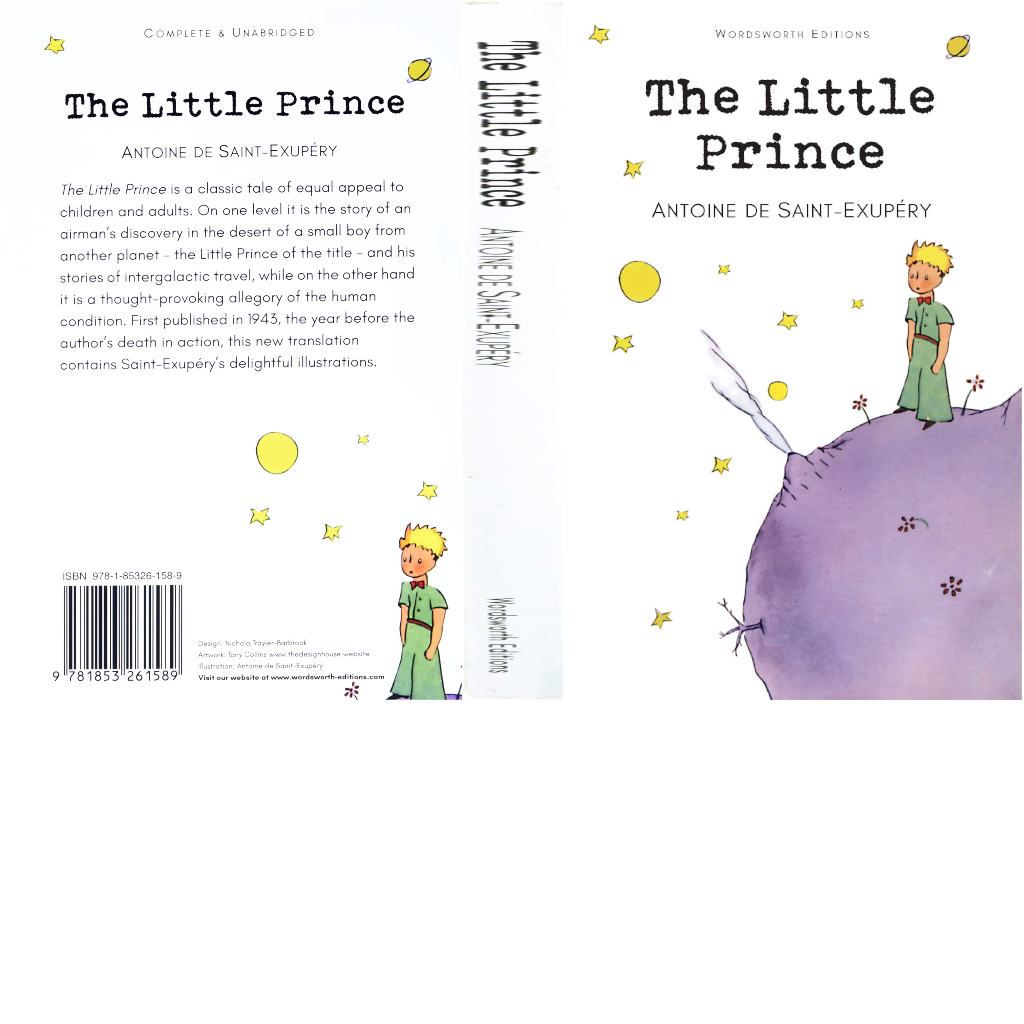 COMPLETE & UNABRIDGED
The Little Prince
ANTOINE DE SAINT-EXUPÉRY
The Little Prince is a classic tale of equal appeal to
children and adults. On one level it is the story of an
airman's discovery in the desert of a small boy from
another planet – the Little Prince of the title – and his
stories of intergalactic travel, while on the other hand
it is a thought-provoking allegory of the human
condition. First published in 1943, the year before the
author's death in action, this new translation
contains Saint-Exupéry's delightful illustrations.
ISBN 978-1-85326-158-9
9 781853 261589
Design: Nichola Trayler-Barbrook
Artwork: Tony Collins www.thedesignhouse.website
Illustration: Antoine de Saint-Exupéry
Visit our website at www.wordsworth-editions.com
The Little Prince ANTOINE DE SAINT-EXUPÉRY Wordsworth Editions
WORDSWORTH EDITIONS
The Little
Prince
ANTOINE DE SAINT-EXUPÉRY